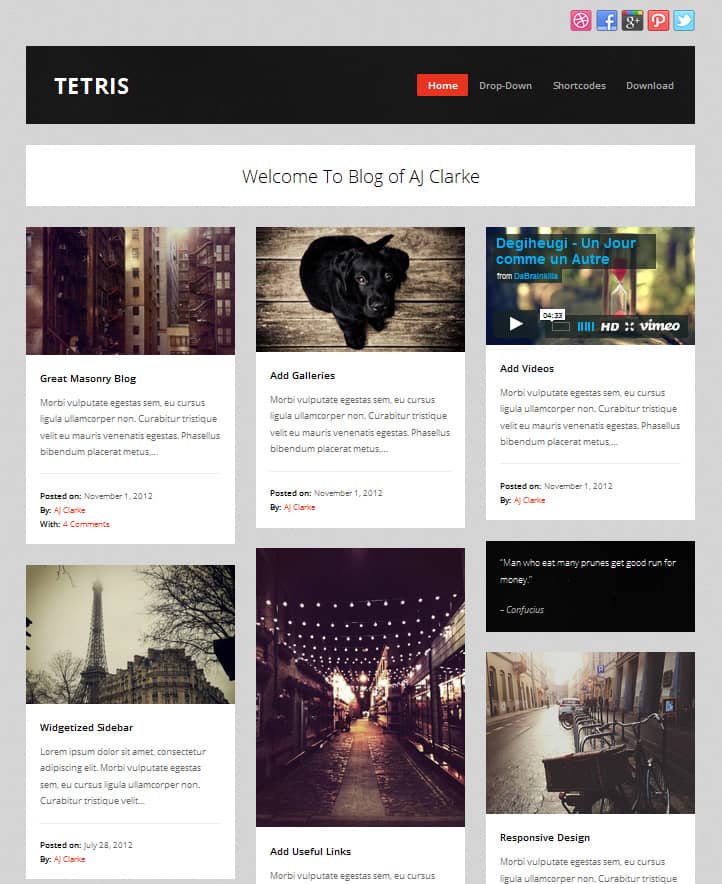 TETRIS
Home
Drop-Down
Shortcodes
Download
Welcome To Blog of AJ Clarke
Great Masonry Blog
Morbi vulputate egestas sem, eu cursus
ligula ullamcorper non. Curabitur tristique
velit eu mauris venenatis egestas. Phasellus
bibendum placerat metus,...
Posted on: November 1, 2012
By: AJ Clarke
With: 4 Comments
Widgetized Sidebar
Lorem ipsum dolor sit amet, consectetur
adipiscing elit. Morbi vulputate egestas
sem, eu cursus ligula ullamcorper non.
Curabitur tristique velit...
Posted on: July 28, 2012
By: AJ Clarke
Add Galleries
Morbi vulputate egestas sem, eu cursus
ligula ullamcorper non. Curabitur tristique
velit eu mauris venenatis egestas. Phasellus
bibendum placerat metus,...
Posted on: November 1, 2012
By: AJ Clarke
Add Useful Links
Morbi vulputate egestas sem, eu cursus
Degiheugi - Un Jour
comme un Autre
from DaBrainkilla
04:33
HD
vimeo
Add Videos
Morbi vulputate egestas sem, eu cursus
ligula ullamcorper non. Curabitur tristique
velit eu mauris venenatis egestas. Phasellus
bibendum placerat metus,...
Posted on: November 1, 2012
By: AJ Clarke
“Man who eat many prunes get good run for
money.”
– Confucius
Responsive Design
Morbi vulputate egestas sem, eu cursus
ligula ullamcorper non. Curabitur tristique